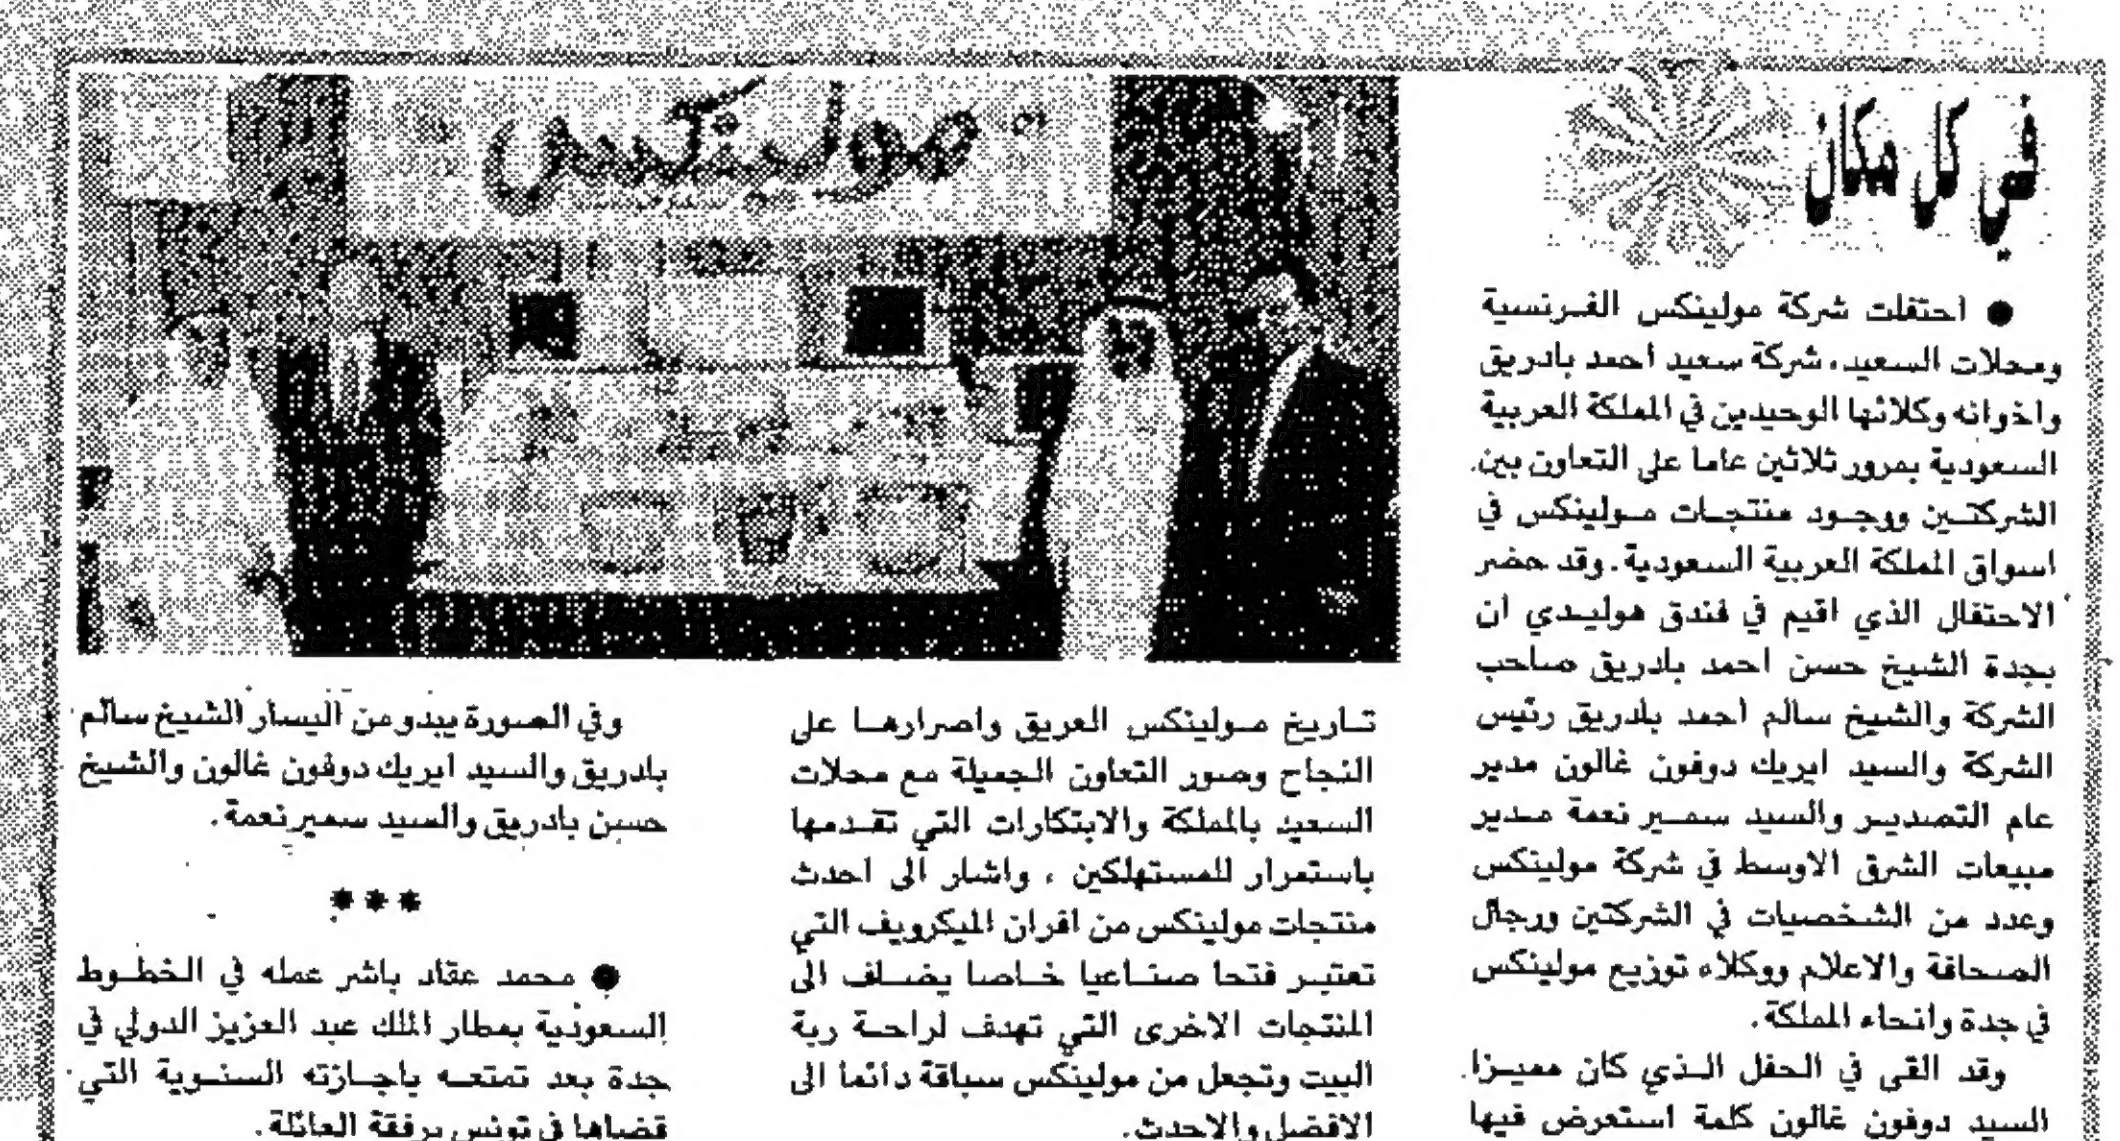 في كل مكان
مولينكس
● احتفلت شركة مولينكس الفرنسية
ومحلات السعيد، شركة سعيد احمد بادريق
واخوانه وكلائها الوحيدين في المملكة العربية
السعودية بمرور ثلاثين عاما على التعاون بين
الشركتين ووجود منتجات مولينكس في
اسواق المملكة العربية السعودية. وقد حضر
الاحتفال الذي اقيم في فندق هوليدي ان
بجدة الشيخ حسن احمد بادريق صاحب
الشركة والشيخ سالم احمد بادريق رئيس
الشركة والسيد ايريك دوفون غالون مدير
عام التصدير والسيد سمير نعمة مدير
مبيعات الشرق الاوسط في شركة مولينكس
وعدد من الشخصيات في الشركتين ورجال
الصحافة والاعلام ووكلاء توزيع مولينكس
في جدة وانحاء المملكة.
وقد القى في الحفل الذي كان مميزا
السيد دوفون غالون كلمة استعرض فيها
تاريخ مولينكس العريق واصرارها على
النجاح وصور التعاون الجميلة مع محلات
السعيد بالمملكة والابتكارات التي تقدمها
باستمرار للمستهلكين ، واشار الى احدث
منتجات مولينكس من افران الميكرويف التي
تعتبر فتحا صناعيا خاصا يضاف الى
المنتجات الاخرى التي تهدف لراحة ربة
البيت وتجعل من مولينكس سباقة دائما الى
الافضل والاحدث.
وفي الصورة يبدو من اليسار الشيخ سالم
بادريق والسيد ايريك دوفون غالون والشيخ
حسن بادريق والسيد سمير نعمة.
***
● محمد عقاد باشر عمله في الخطوط
السعودية بمطار الملك عبد العزيز الدولي في
جدة بعد تمتعه باجازته السنوية التي
قضاها في تونس برفقة العائلة.